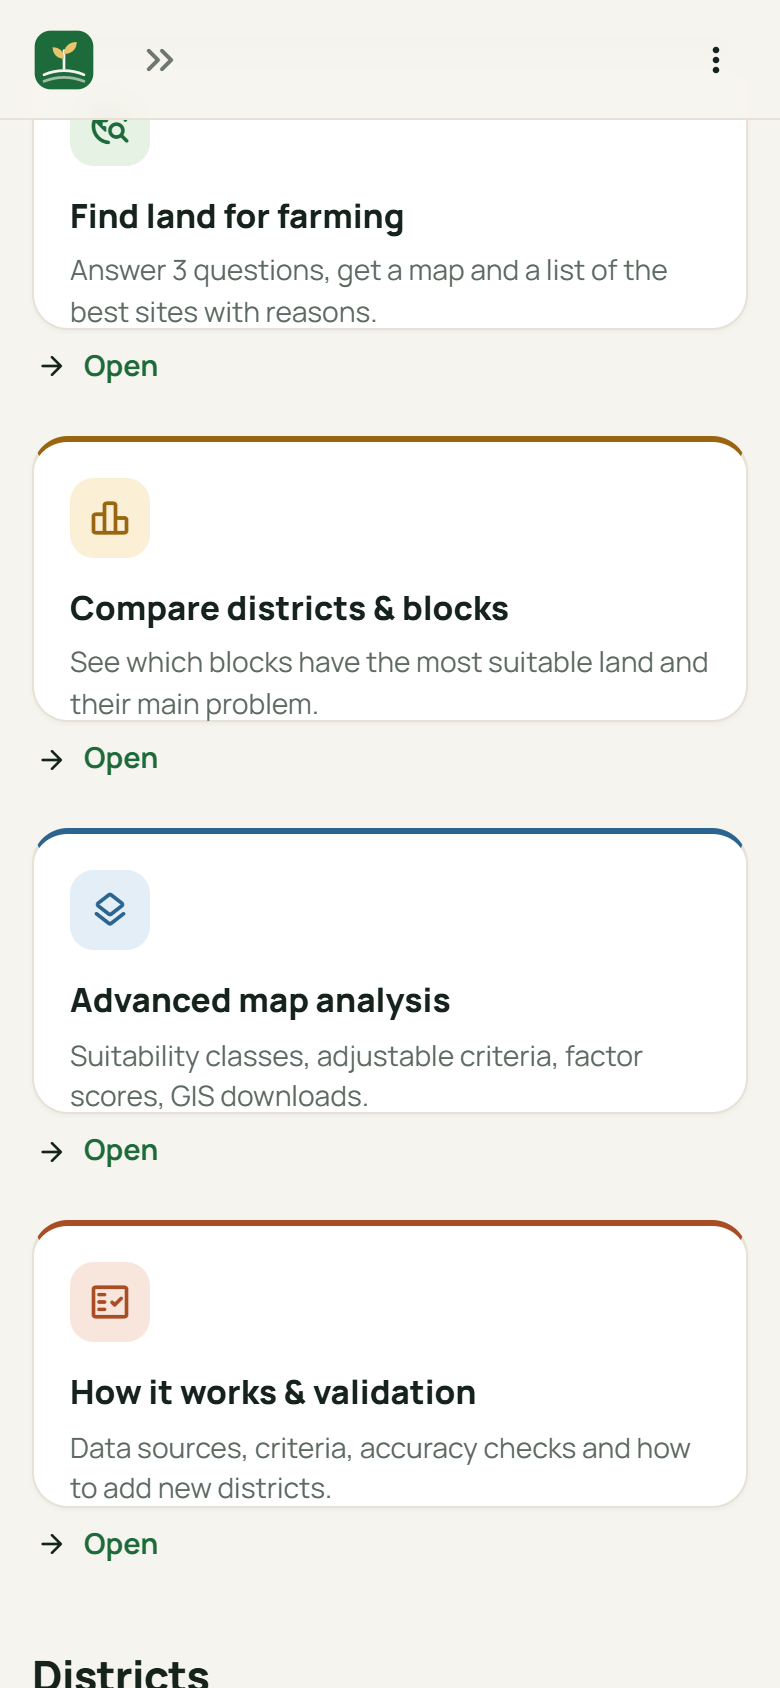 Find land for farming
Answer 3 questions, get a map and a list of the
best sites with reasons.
Open
Compare districts & blocks
See which blocks have the most suitable land and
their main problem.
Open
Advanced map analysis
Suitability classes, adjustable criteria, factor
scores, GIS downloads.
Open
How it works & validation
Data sources, criteria, accuracy checks and how
to add new districts.
Open
Districts